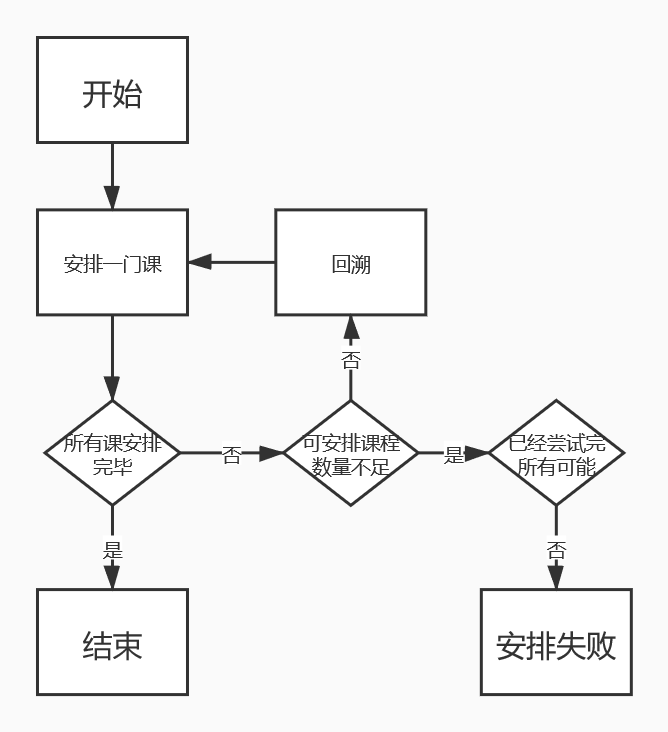 开始
安排一门课
回溯
否
所有课安排
完毕
否
可安排课程
数量不足
是
已经尝试完
所有可能
是
否
结束
安排失败